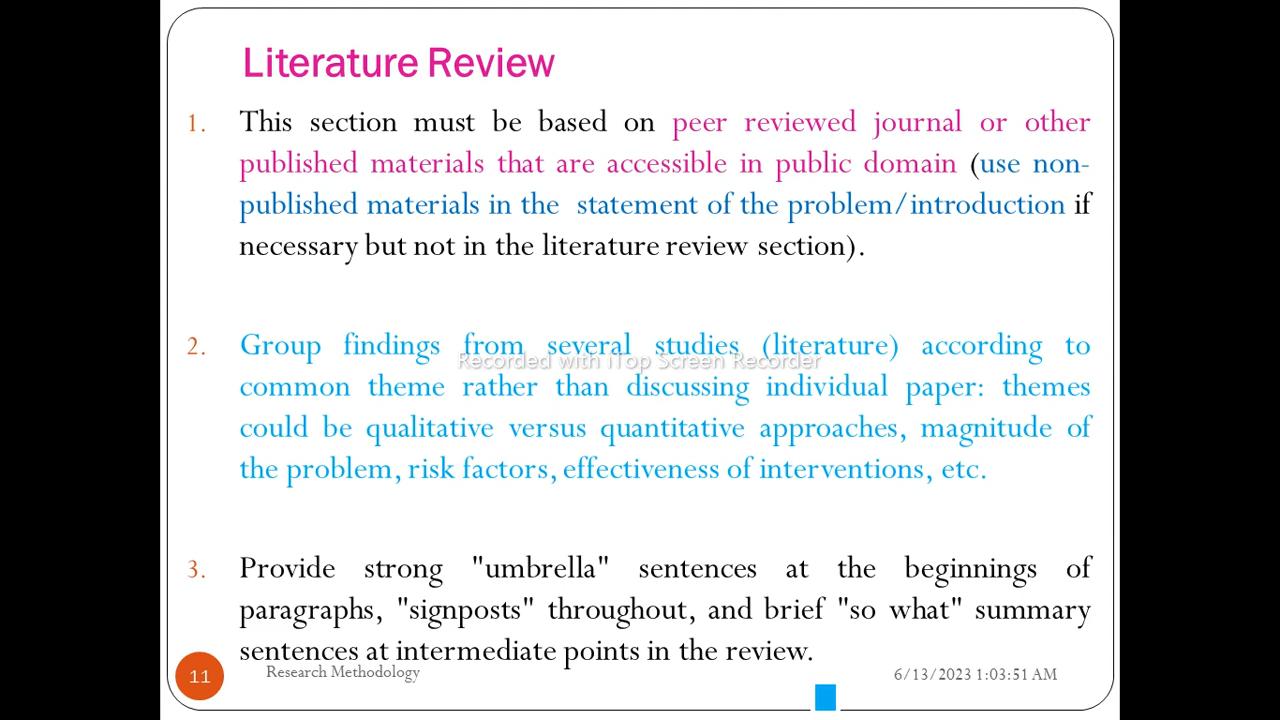 Literature Review
1. This section must be based on peer reviewed journal or other
published materials that are accessible in public domain (use non-
published materials in the statement of the problem/introduction if
necessary but not in the literature review section).
2. Group findings from several studies (literature) according to
Recorded with iTop Screen Recorder
common theme rather than discussing individual paper: themes
could be qualitative versus quantitative approaches, magnitude of
the problem, risk factors, effectiveness of interventions, etc.
3. Provide strong "umbrella" sentences at the beginnings of
paragraphs, "signposts" throughout, and brief "so what" summary
sentences at intermediate points in the review.
11 Research Methodology 6/13/2023 1:03:51 AM